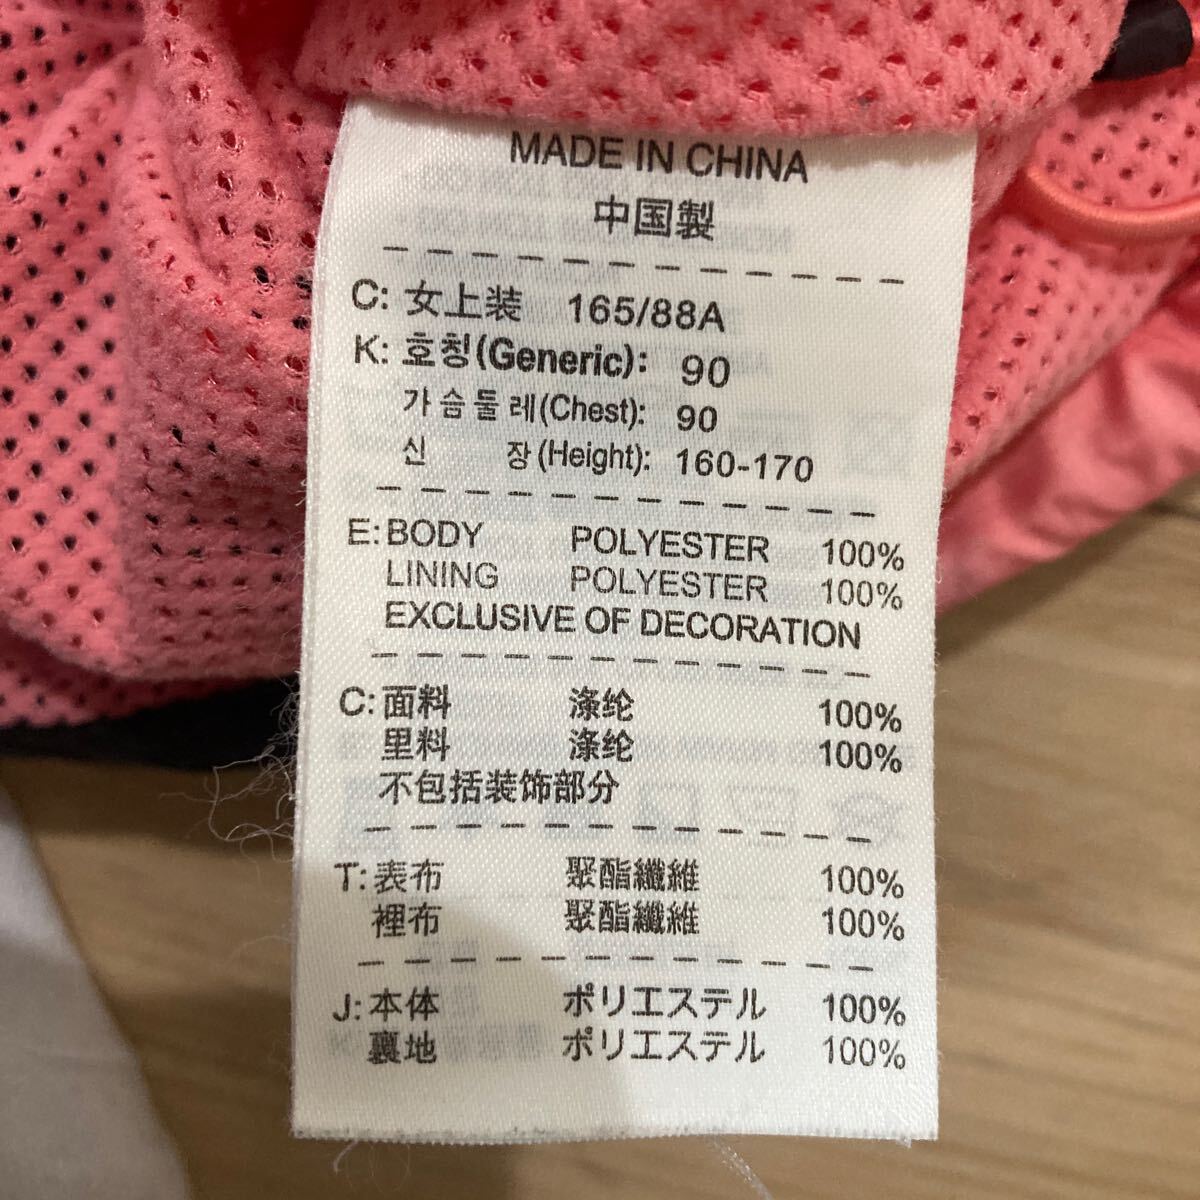 MADE IN CHINA
中国製
C: 女上装 165/88A
K: 호칭(Generic): 90
가슴둘레(Chest): 90
신 장(Height): 160-170
E: BODY POLYESTER 100%
LINING POLYESTER 100%
EXCLUSIVE OF DECORATION
C: 面料 涤纶 100%
里料 涤纶 100%
不包括装饰部分
T: 表布 聚酯纖維 100%
裡布 聚酯纖維 100%
J: 本体 ポリエステル 100%
裏地 ポリエステル 100%